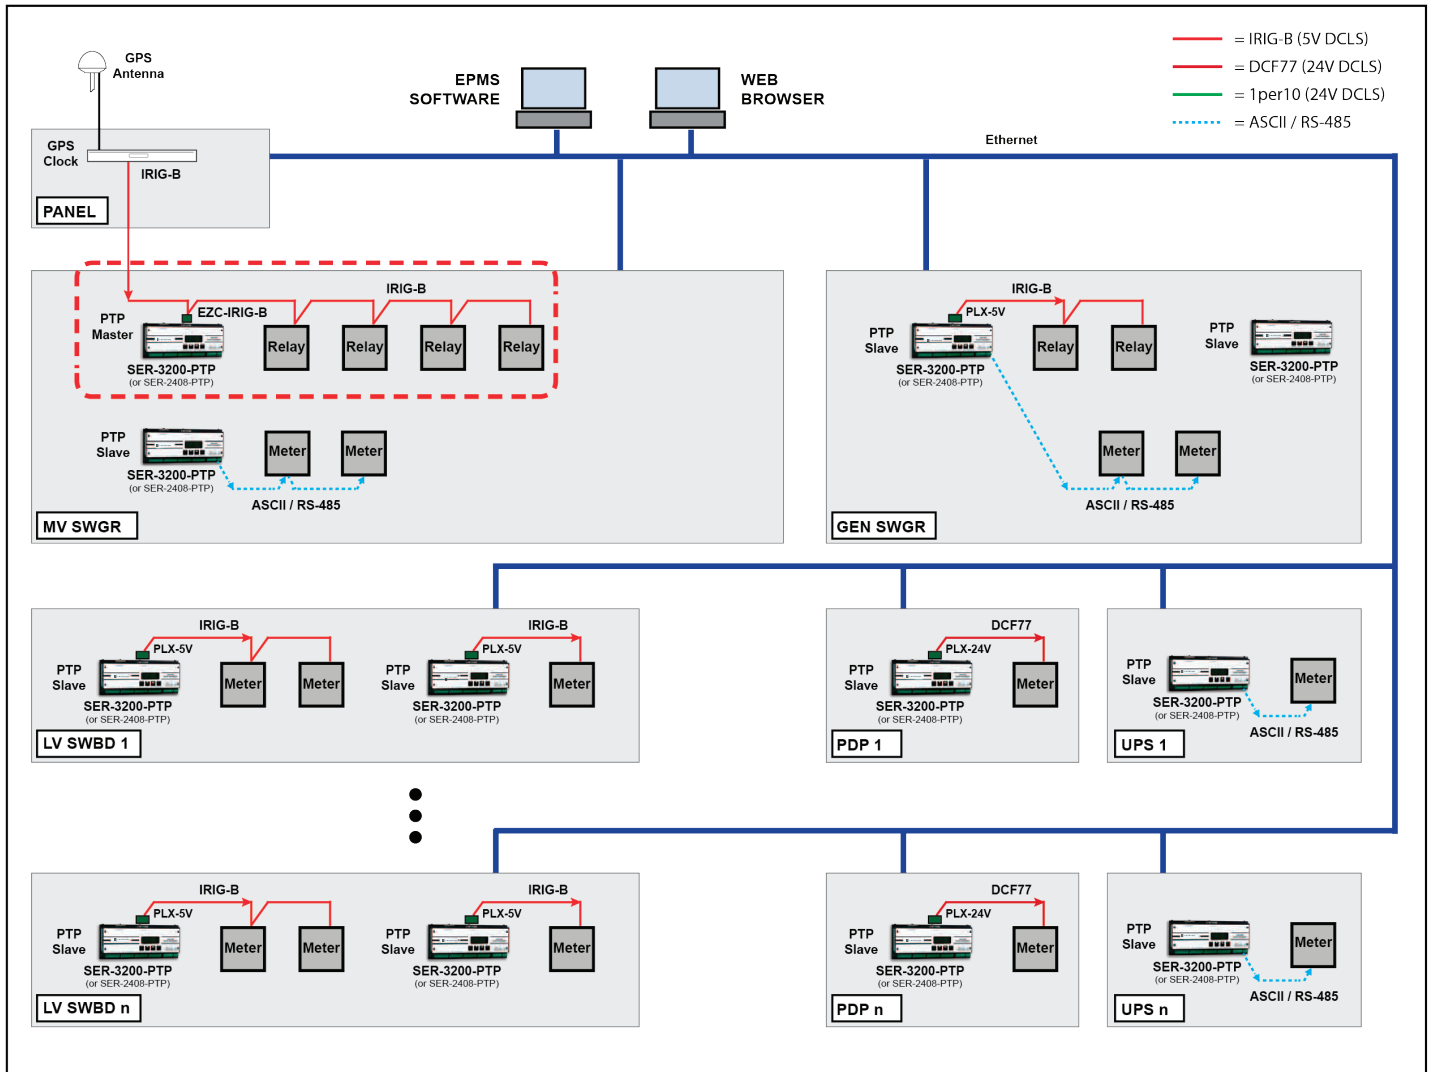 GPS
Antenna
EPMS
SOFTWARE
WEB
BROWSER
= IRIG-B (5V DCLS)
= DCF77 (24V DCLS)
= 1per10 (24V DCLS)
= ASCII / RS-485
Ethernet
GPS
Clock
IRIG-B
PANEL
PTP
Master
EZC-IRIG-B
IRIG-B
Relay
Relay
Relay
Relay
SER-3200-PTP
(or SER-2408-PTP)
PTP
Slave
SER-3200-PTP
(or SER-2408-PTP)
Meter
Meter
ASCII / RS-485
MV SWGR
IRIG-B
PLX-5V
PTP
Slave
SER-3200-PTP
(or SER-2408-PTP)
Relay
Relay
PTP
Slave
SER-3200-PTP
(or SER-2408-PTP)
Meter
Meter
ASCII / RS-485
GEN SWGR
IRIG-B
PLX-5V
PTP
Slave
SER-3200-PTP
(or SER-2408-PTP)
Meter
Meter
IRIG-B
PLX-5V
PTP
Slave
SER-3200-PTP
(or SER-2408-PTP)
Meter
LV SWBD 1
DCF77
PLX-24V
PTP
Slave
SER-3200-PTP
(or SER-2408-PTP)
Meter
PDP 1
PTP
Slave
SER-3200-PTP
(or SER-2408-PTP)
Meter
ASCII / RS-485
UPS 1
IRIG-B
PLX-5V
PTP
Slave
SER-3200-PTP
(or SER-2408-PTP)
Meter
Meter
IRIG-B
PLX-5V
PTP
Slave
SER-3200-PTP
(or SER-2408-PTP)
Meter
LV SWBD n
DCF77
PLX-24V
PTP
Slave
SER-3200-PTP
(or SER-2408-PTP)
Meter
PDP n
PTP
Slave
SER-3200-PTP
(or SER-2408-PTP)
Meter
ASCII / RS-485
UPS n